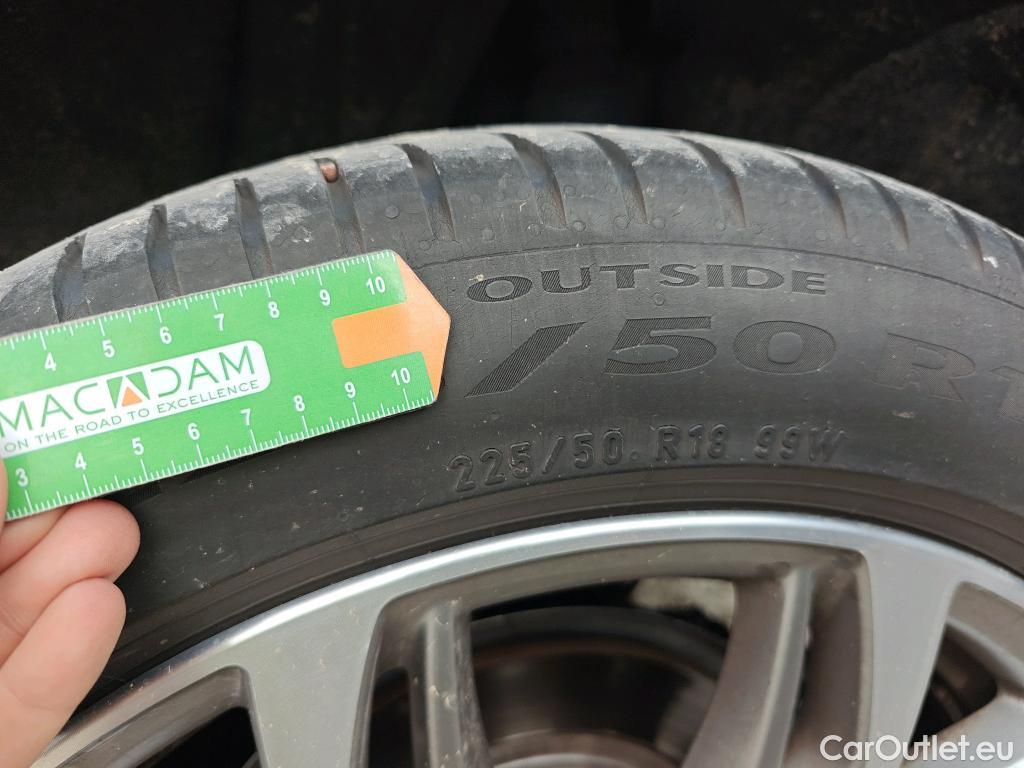 OUTSIDE
/50 R1
225/50 R18 99W
4 5 6 7 8 9 10
MACADAM
ON THE ROAD TO EXCELLENCE
3 4 5 6 7 8 9 10
CarOutlet.eu